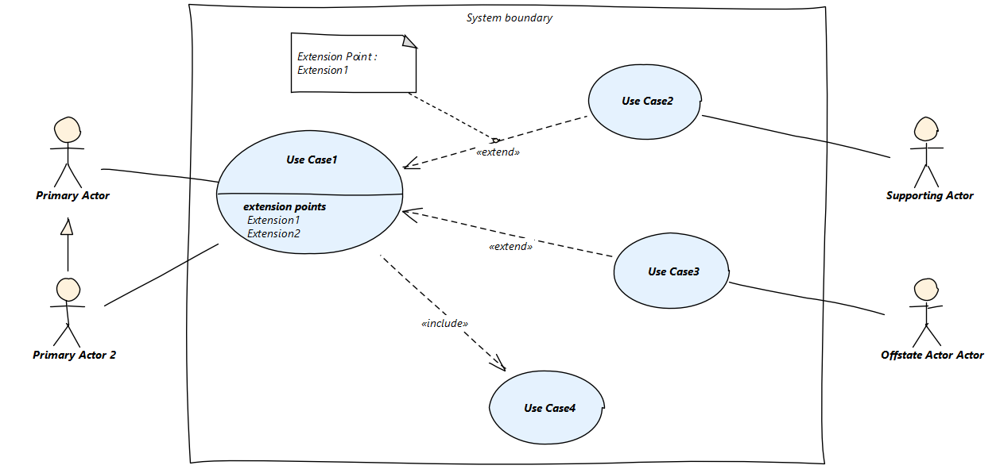 System boundary
Extension Point :
Extension1
Use Case2
«extend»
Use Case1
extension points
Extension1
Extension2
Primary Actor
Supporting Actor
«extend»
Use Case3
Primary Actor 2
Offstate Actor Actor
«include»
Use Case4